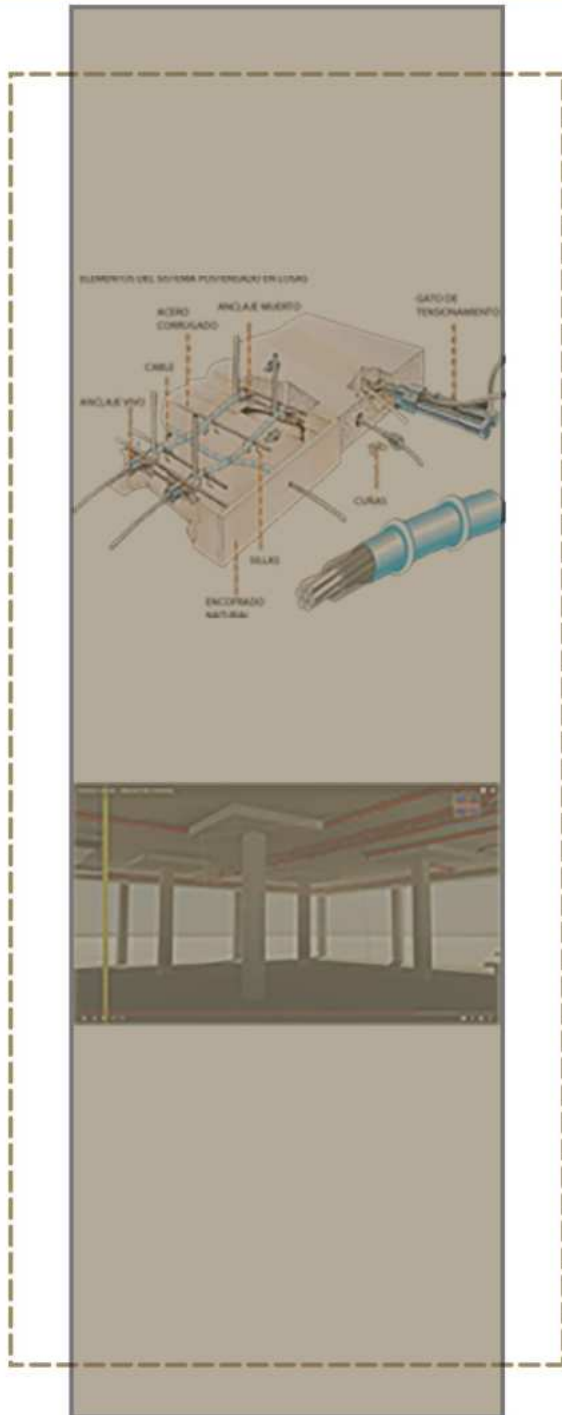 ELEMENTOS DEL SISTEMA POSTENSADO EN LOSAS
ANCLAJE MUERTO
GATO DE
TENSIONAMIENTO
ACERO
CORRUGADO
CABLE
ANCLAJE VIVO
CUÑAS
SILLAS
ENCOFRADO
NATURAL